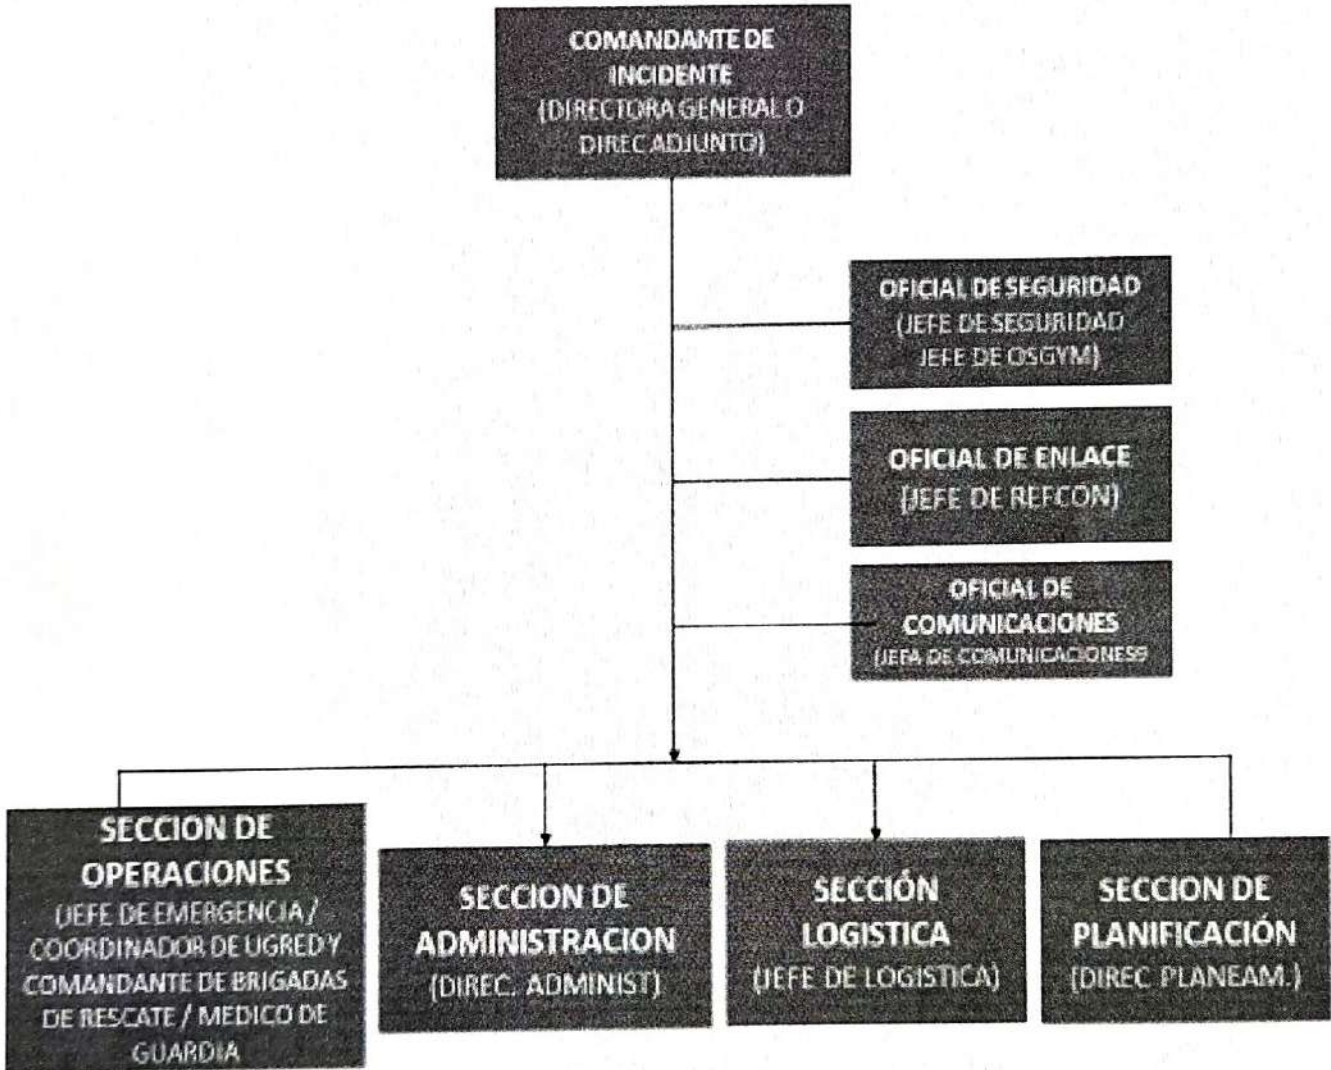 COMANDANTE DE
INCIDENTE
(DIRECTORA GENERAL O
DIREC ADJUNTO)
OFICIAL DE SEGURIDAD
(JEFE DE SEGURIDAD
JEFE DE OSGYM)
OFICIAL DE ENLACE
(JEFE DE REFCON)
OFICIAL DE
COMUNICACIONES
(JEFA DE COMUNICACIONES9
SECCION DE
OPERACIONES
(JEFE DE EMERGENCIA /
COORDINADOR DE UGRED Y
COMANDANTE DE BRIGADAS
DE RESCATE / MEDICO DE
GUARDIA
SECCION DE
ADMINISTRACION
(DIREC. ADMINIST)
SECCIÓN
LOGISTICA
(JEFE DE LOGISTICA)
SECCION DE
PLANIFICACIÓN
(DIREC PLANEAM.)